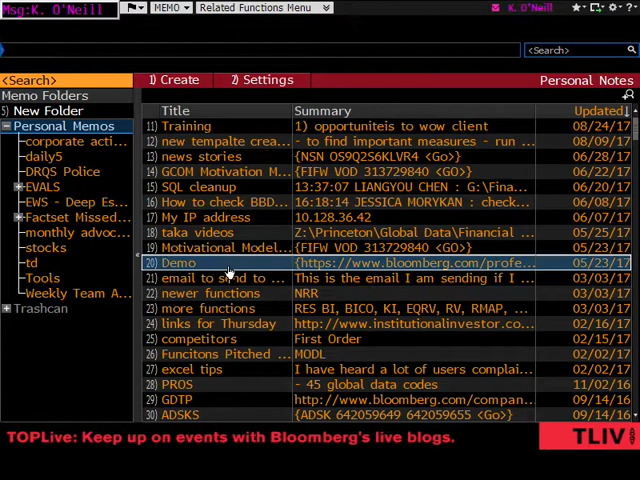 Msg:K. O'Neill MEMO Related Functions Menu K. O'Neill
<Search>
<Search> 1) Create 2) Settings Personal Notes
Memo Folders
5) New Folder
Personal Memos
corporate acti...
daily5
DRQS Police
EVALS
EWS - Deep Es...
Factset Missed...
monthly advoc...
stocks
td
Tools
Weekly Team A...
Trashcan
Title Summary Updated
11) Training 1) opportuniteis to wow client 08/24/17
12) new tempalte crea... - to find important measures - run ... 08/09/17
13) news stories {NSN OS9Q2S6KLVR4 <Go>} 06/28/17
14) GCOM Motivation M... {FIFW VOD 313729840 <Go>} 06/22/17
15) SQL cleanup 13:37:07 LIANGYOU CHEN : G:\Fina... 06/19/17
16) How to check BBD... 16:18:14 JESSICA MORYKAN : check... 06/19/17
17) My IP address 10.128.36.42 06/07/17
18) taka videos Z:\Princeton\Global Data\Financial ... 05/23/17
19) Motivational Model... {FIFW VOD 313729840 <Go>} 05/23/17
20) Demo {https://www.bloomberg.com/profe... 05/23/17
21) email to send to ... This is the email I am sending if I ... 03/03/17
22) newer functions NRR 03/03/17
23) more functions RES BI, BICO, KI, EQRV, RV, RMAP, ... 03/03/17
24) links for Thursday http://www.institutionalinvestor.co... 02/16/17
25) competitors First Order 02/15/17
26) Funcitons Pitched ... MODL 02/02/17
27) excel tips I have heard a lot of users complai... 02/02/17
28) PROS - 45 global data codes 11/02/16
29) GDTP http://www.bloomberg.com/compan... 09/14/16
30) ADSKS {ADSK 642059649 642059655 <Go>} 09/14/16
TOPLive: Keep up on events with Bloomberg's live blogs. TLIV